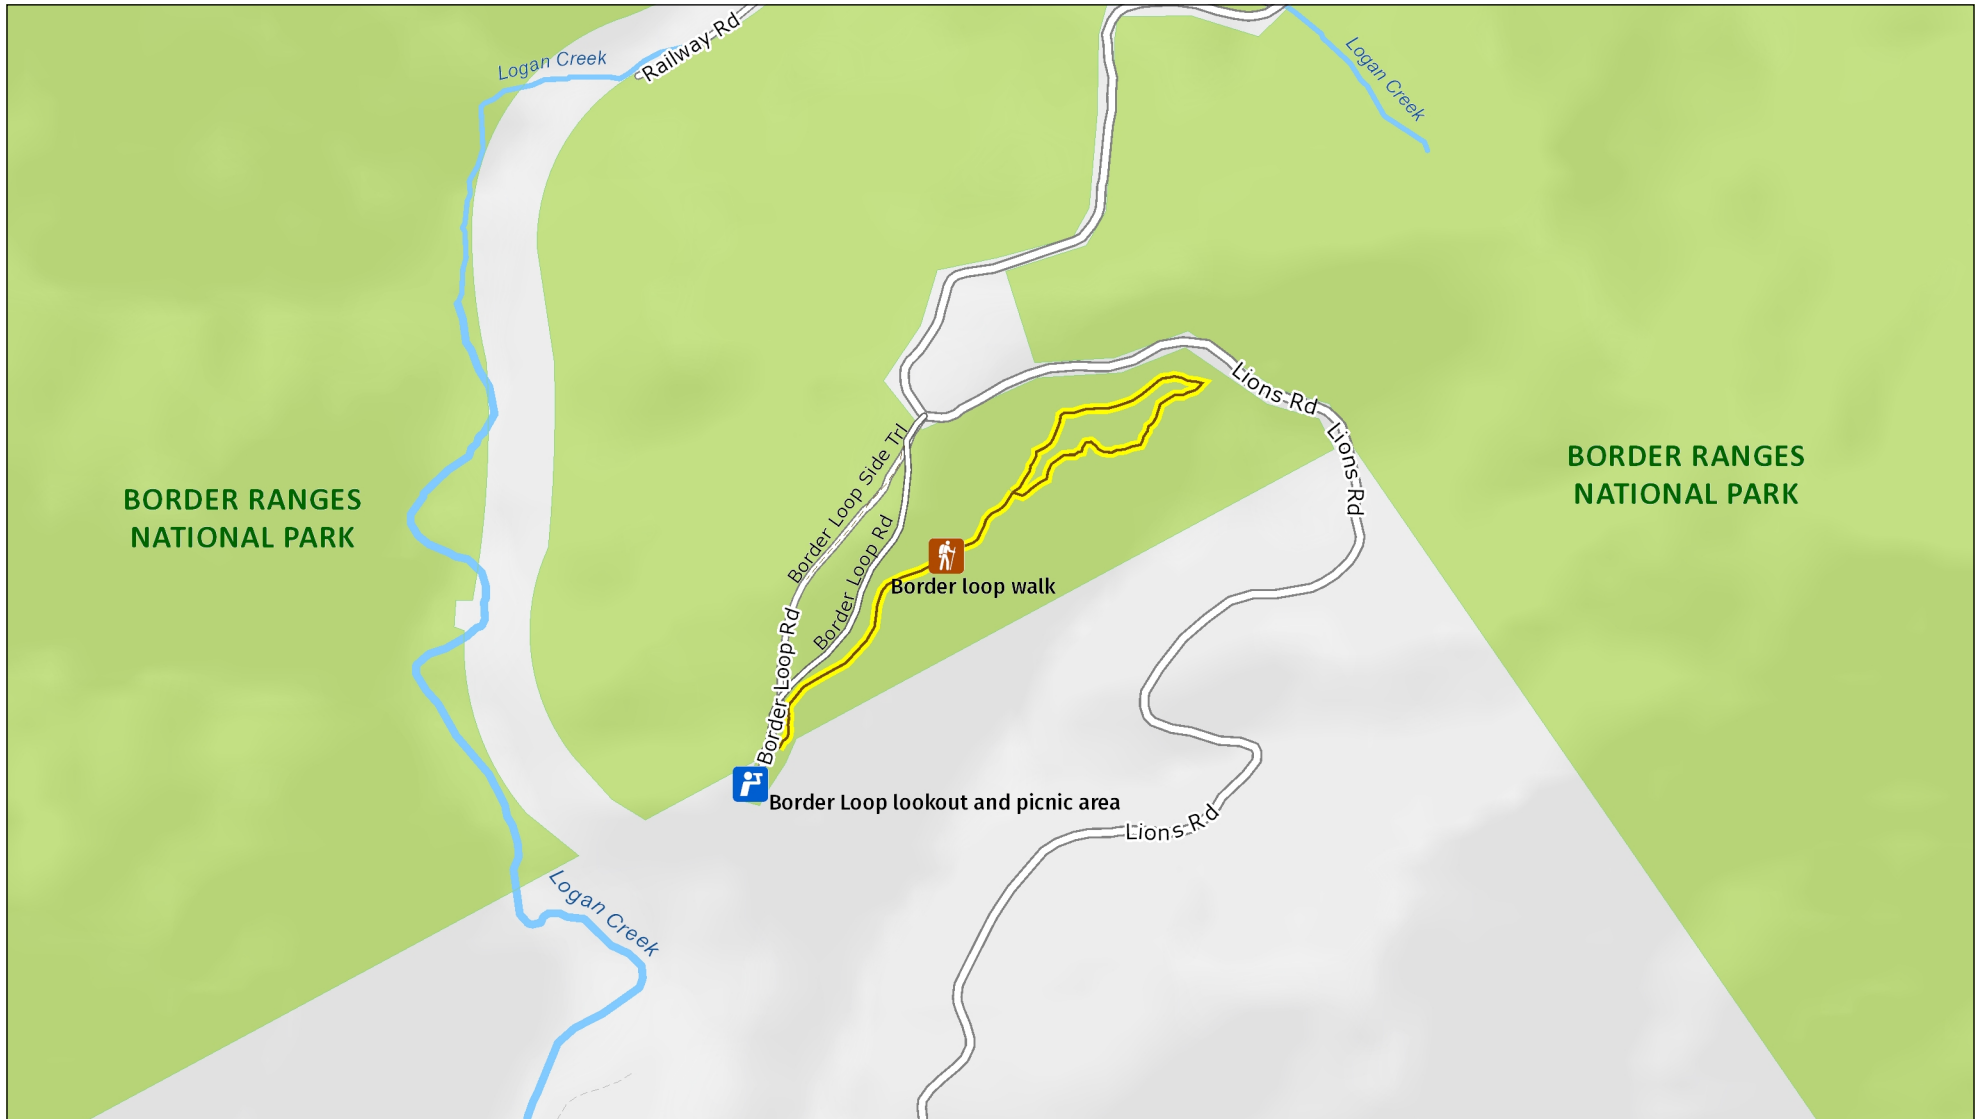 Railway-Rd
Logan Creek
Logan Creek
Lions-Rd
Lions-Rd
Border Loop Side Trl
BORDER RANGES
NATIONAL PARK
BORDER RANGES
NATIONAL PARK
Border Loop Rd
Border loop walk
Border Loop-Rd
Border Loop lookout and picnic area
Lions Rd
Logan Creek